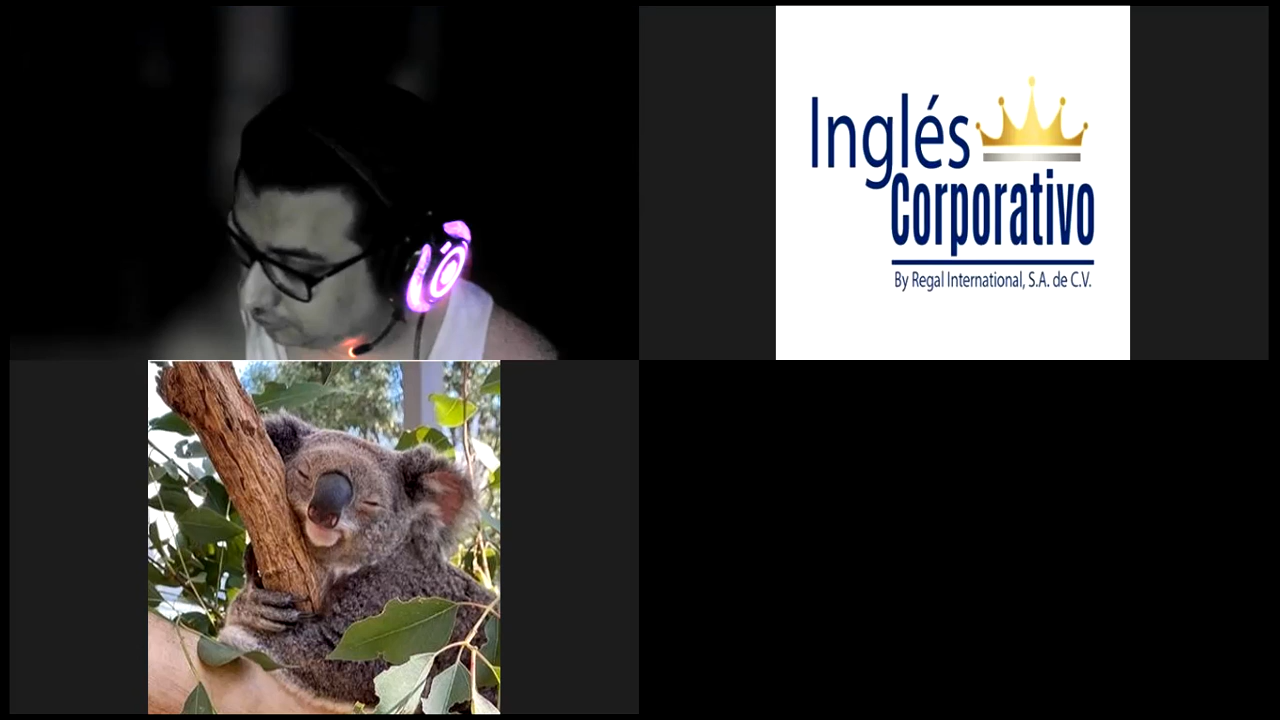 Inglés
Corporativo
By Regal International, S.A. de C.V.